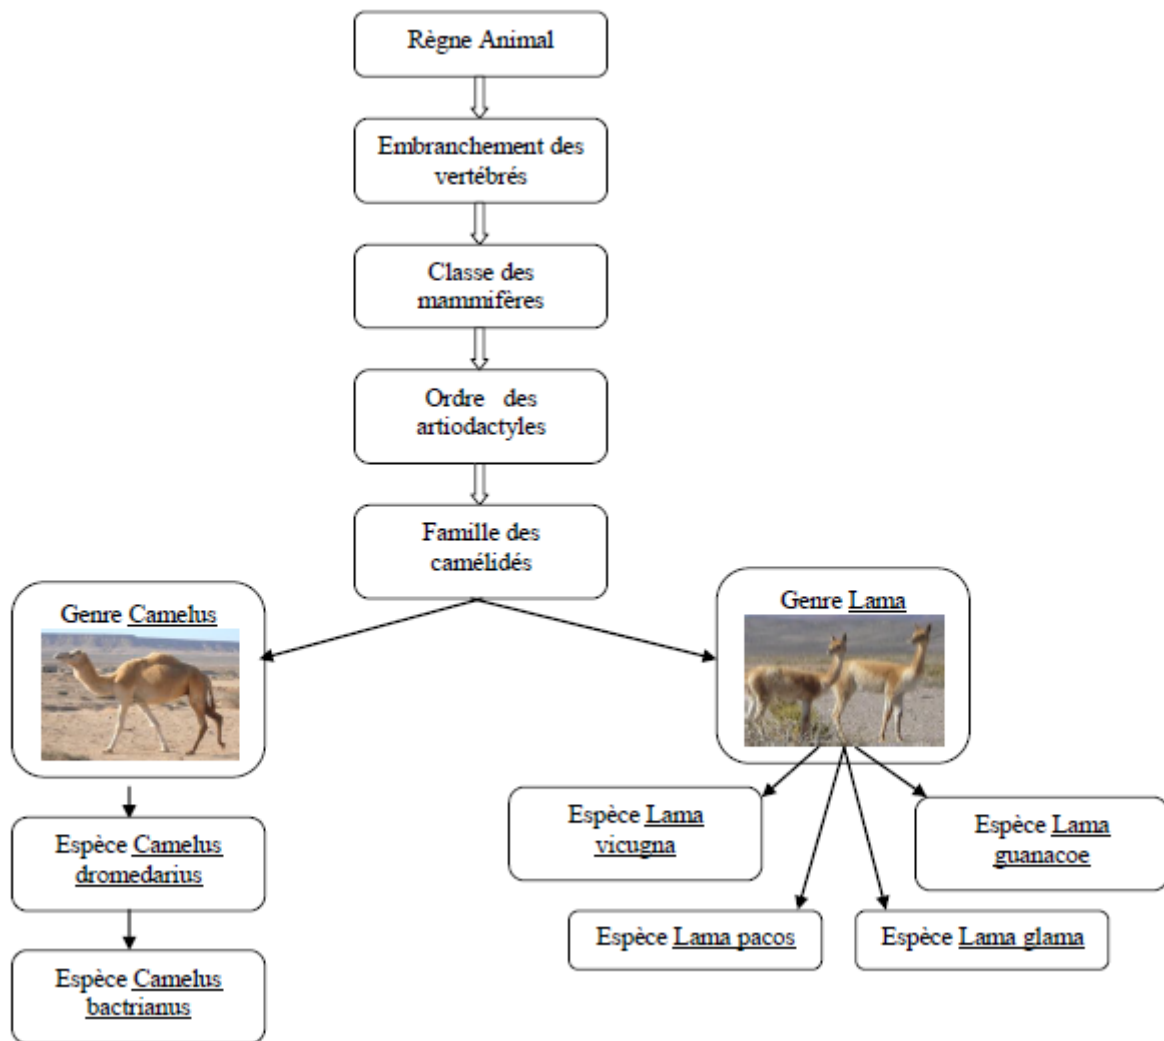 Règne Animal
Embranchement des
vertébrés
Classe des
mammifères
Ordre des
artiodactyles
Famille des
camélidés
Genre Camelus
Genre Lama
Espèce Camelus
dromedarius
Espèce Camelus
bactrianus
Espèce Lama
vicugna
Espèce Lama
guanacoe
Espèce Lama pacos
Espèce Lama glama